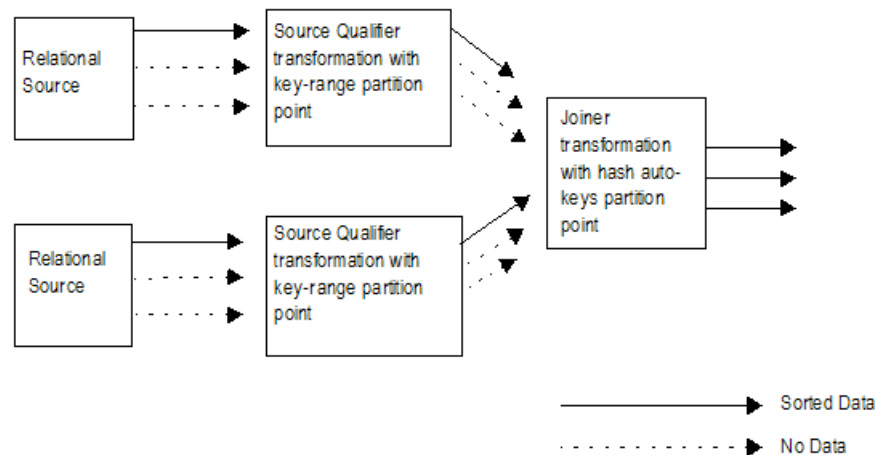 Relational
Source
Source Qualifier
transformation with
key-range partition
point
Joiner
transformation
with hash auto-
keys partition
point
Relational
Source
Source Qualifier
transformation with
key-range partition
point
Sorted Data
No Data